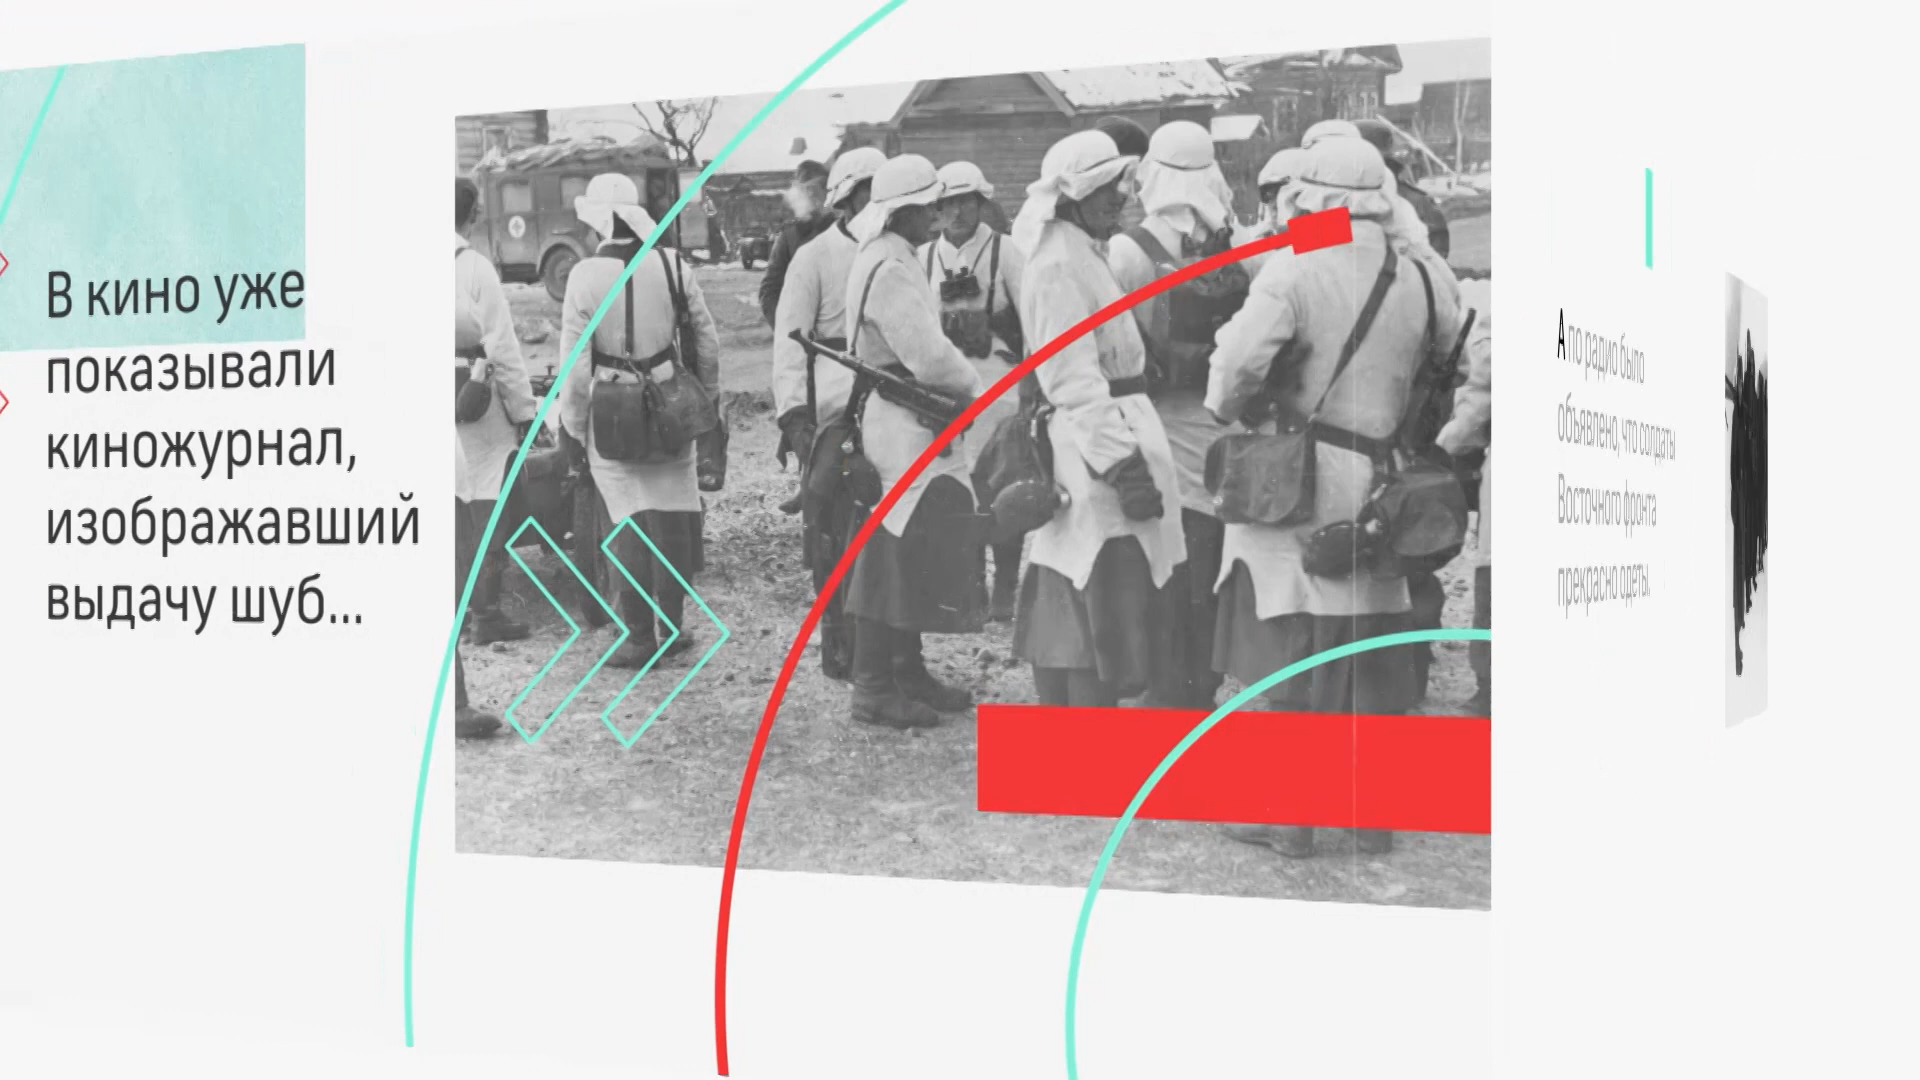 В кино уже
показывали
киножурнал,
изображавший
выдачу шуб...
А по радио было
объявлено, что солдаты
Восточного фронта
прекрасно одеты.